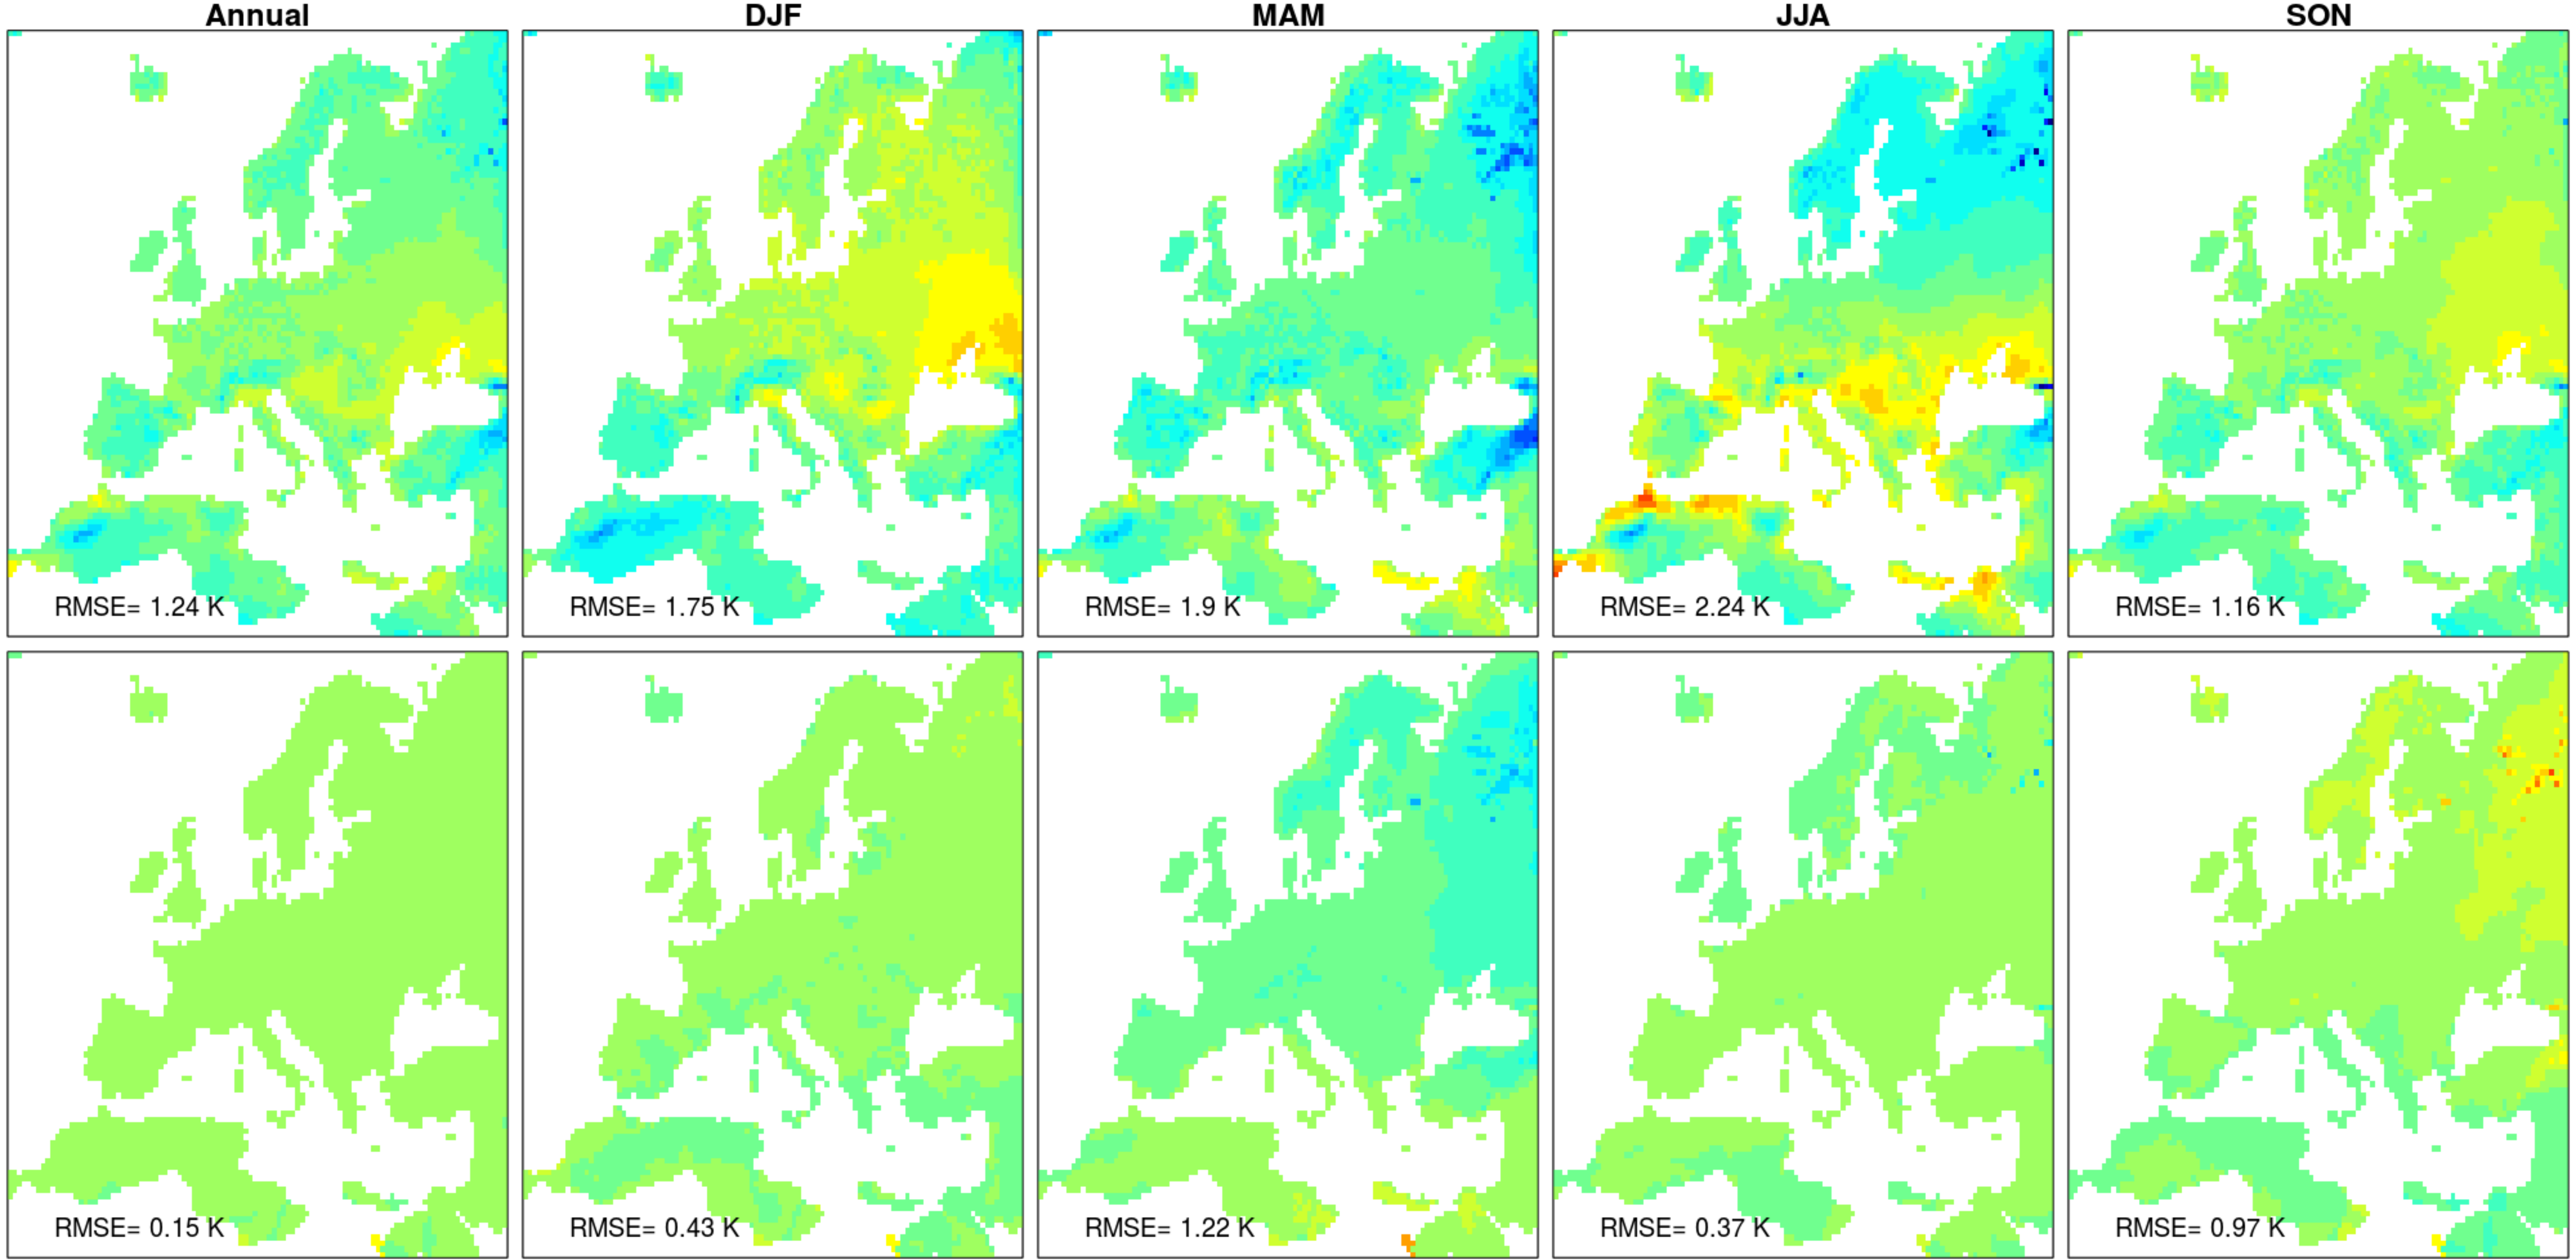 Annual DJF MAM JJA SON
RMSE= 1.24 K RMSE= 1.75 K RMSE= 1.9 K RMSE= 2.24 K RMSE= 1.16 K
RMSE= 0.15 K RMSE= 0.43 K RMSE= 1.22 K RMSE= 0.37 K RMSE= 0.97 K